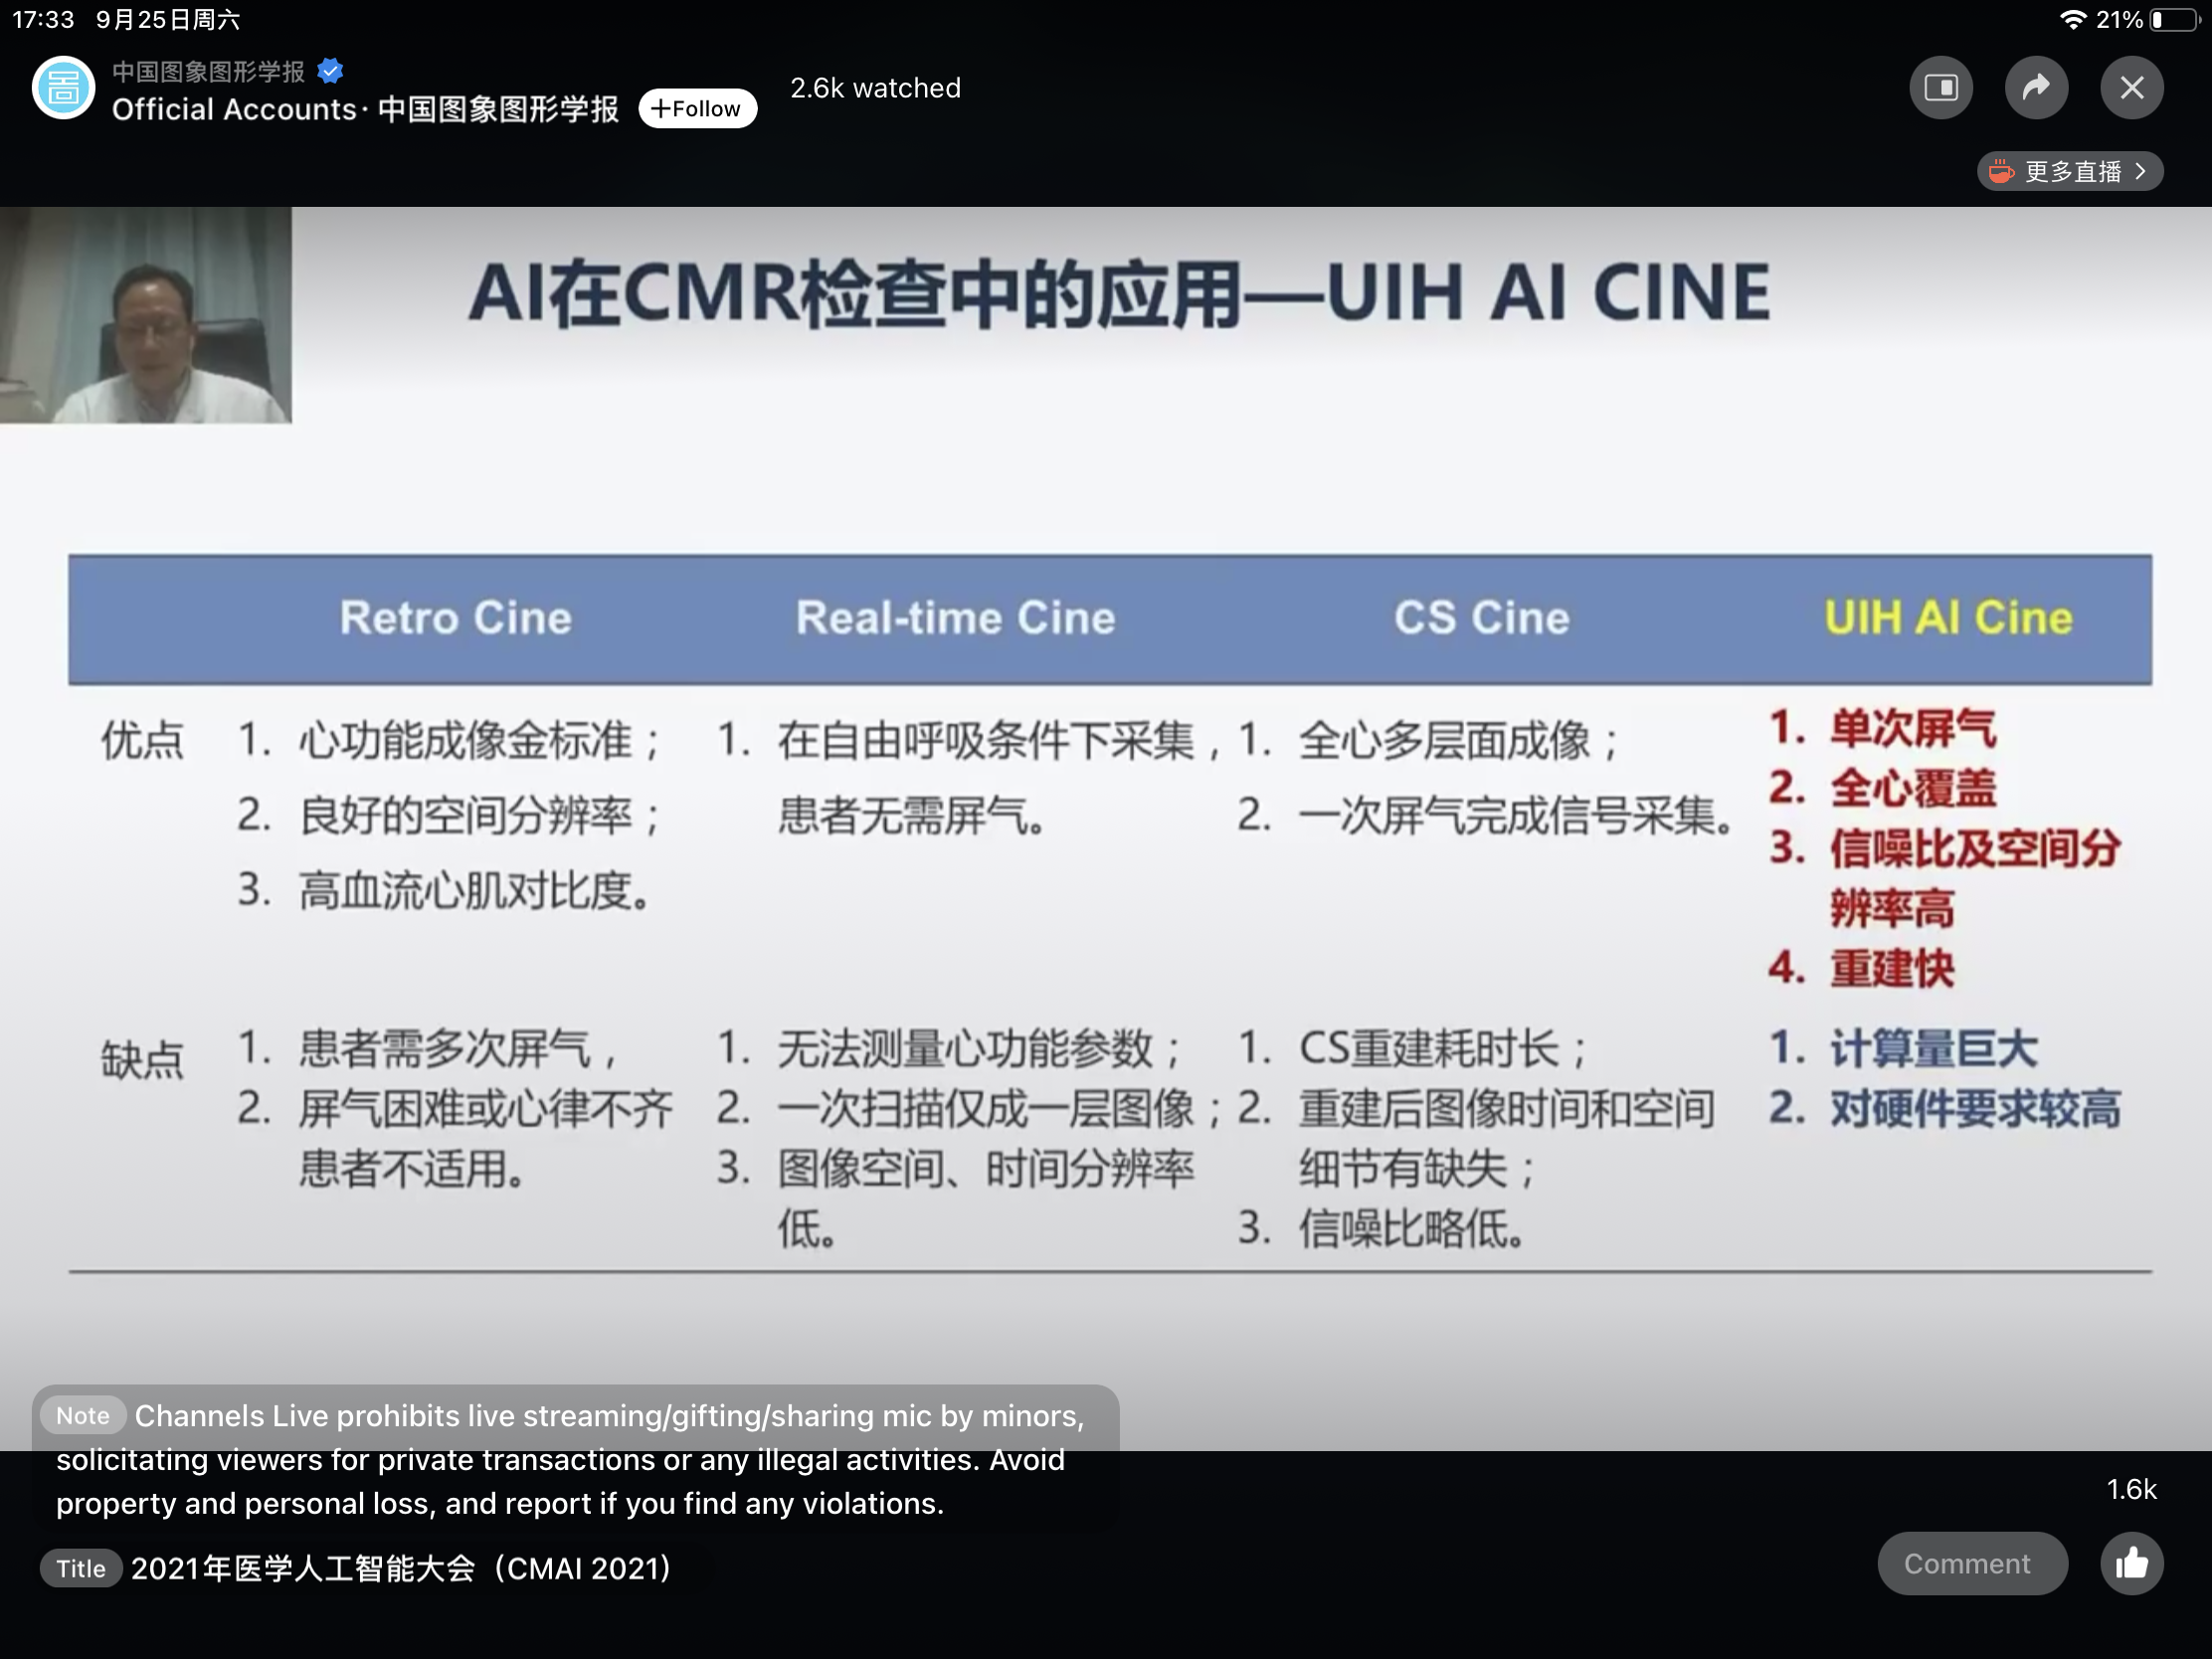 17:33 9月25日周六
21%
中国图象图形学报
Official Accounts· 中国图象图形学报
+Follow
2.6k watched
更多直播 >
AI在CMR检查中的应用—UIH AI CINE
Retro Cine
Real-time Cine
CS Cine
UIH AI Cine
优点
1. 心功能成像金标准；
2. 良好的空间分辨率；
3. 高血流心肌对比度。
1. 在自由呼吸条件下采集，
患者无需屏气。
1. 全心多层面成像；
2. 一次屏气完成信号采集。
1. 单次屏气
2. 全心覆盖
3. 信噪比及空间分
辨率高
4. 重建快
缺点
1. 患者需多次屏气，
2. 屏气困难或心律不齐
患者不适用。
1. 无法测量心功能参数；
2. 一次扫描仅成一层图像；
3. 图像空间、时间分辨率
低。
1. CS重建耗时长；
2. 重建后图像时间和空间
细节有缺失；
3. 信噪比略低。
1. 计算量巨大
2. 对硬件要求较高
Note Channels Live prohibits live streaming/gifting/sharing mic by minors,
solicitating viewers for private transactions or any illegal activities. Avoid
property and personal loss, and report if you find any violations.
Title 2021年医学人工智能大会（CMAI 2021）
1.6k
Comment